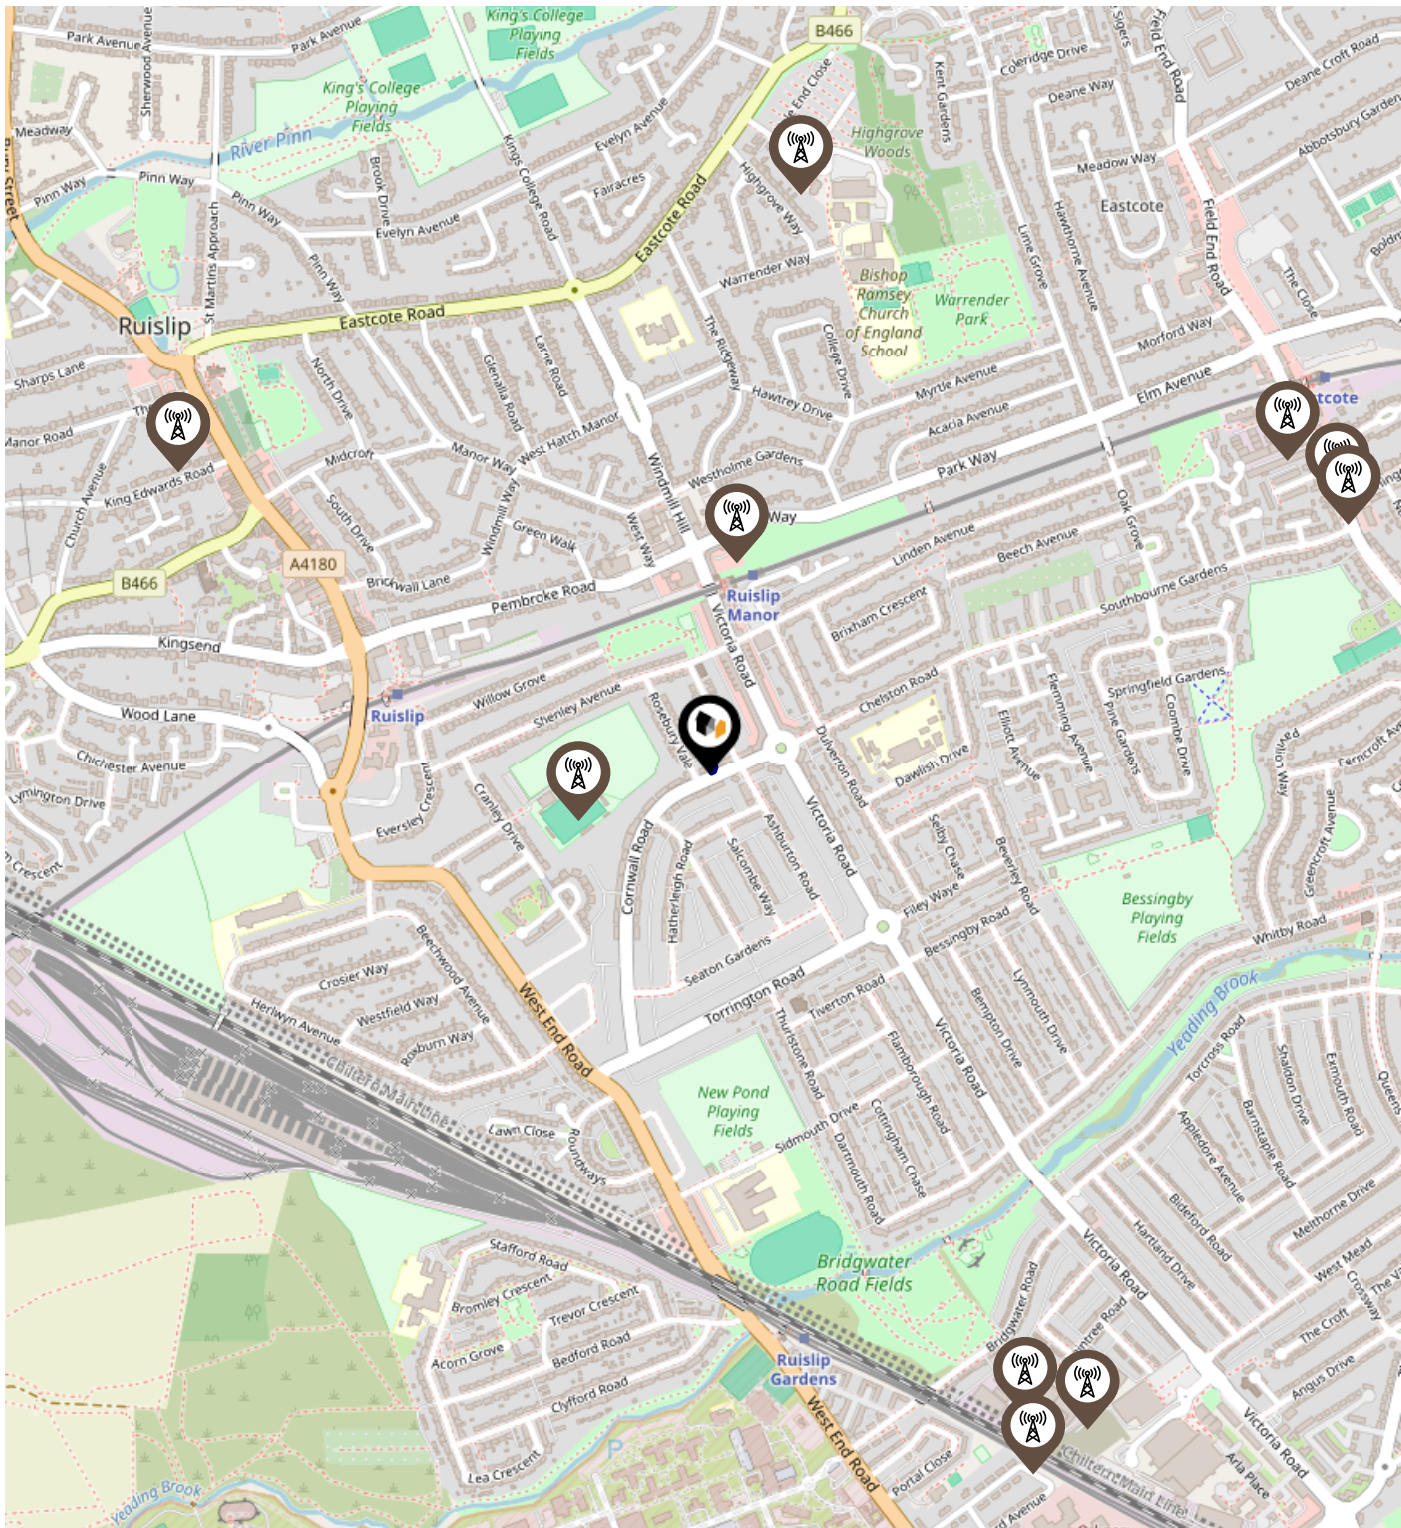 King's College
Playing
Fields
B466
Park Avenue
Park Avenue
Sherwood Avenue
Field End Road
Coleridge Drive
Deane Croft Road
Kent Gardens
Deane Way
Abbotsbury Gardens
King's College
Playing
Fields
Meadway
River Pinn
Evelyn Avenue
Highgrove
Woods
Meadow Way
Kings College Road
Pinn Way
Pinn Way
Pinn Way
Brook Drive
Fairacres
Highgrove Way
Eastcote
Evelyn Avenue
Eastcote Road
Hawthorne Avenue
Lime Grove
Field End Road
St Martins Approach
Pinn Way
Warrender Way
Bishop
Ramsey
Church
of England
School
Warrender
Park
The Close
Ruislip
Eastcote Road
The Ridgeway
College Drive
Morford Way
Sharps Lane
North Drive
Glenalla Road
Larne Road
Myrtle Avenue
Elm Avenue
Hawtrey Drive
Acacia Avenue
Manor Road
Midcroft
Manor Way
West Hatch Manor
Windmill Hill
Westholme Gardens
Park Way
King Edwards Road
Church Avenue
South Drive
Windmill Way
Green Walk
West Way
Way
Oak Grove
Linden Avenue
Beech Avenue
A4180
B466
Brickwall Lane
Pembroke Road
Ruislip
Manor
Southbourne Gardens
Brixham Crescent
Kingsend
Victoria Road
Willow Grove
Shenley Avenue
Rosebury Vale
Chelston Road
Springfield Gardens
Flemming Avenue
Elliott Avenue
Pine Gardens
Coombe Drive
Wood Lane
Ruislip
Chichester Avenue
Dulverton Road
Dawlish Drive
Pavilion Way
Lymington Drive
Eversley Crescent
Cranley Drive
Cornwall Road
Ashburton Road
Victoria Road
Salcombe Way
Hatherleigh Road
Selby Chase
Beverley Road
Greencroft Avenue
Filey Waye
Bessingby
Playing
Fields
Bessingby Road
Whitby Road
Seaton Gardens
Crosier Way
Beechwood Avenue
Westfield Way
Herlwyn Avenue
Roxburn Way
West End Road
Torrington Road
Tiverton Road
Lynmouth Drive
Bempton Drive
Yeading Brook
Chiltern Main Line
Thurlstone Road
Flamborough Road
Victoria Road
Torcross Road
Shaldon Drive
Exmouth Road
New Pond
Playing
Fields
Lawn Close
Roundways
Sidmouth Drive
Cottingham Chase
Dartmouth Road
Appledore Avenue
Barnstaple Road
Bideford Road
Melthorne Drive
Hartland Drive
Stafford Road
Bridgwater
Road Fields
Victoria Road
West Mead
Crossway
Bromley Crescent
Trevor Crescent
Bridgwater Road
The Croft
Acorn Grove
Bedford Road
Ruislip
Gardens
Angus Drive
Clyfford Road
West End Road
Lea Crescent
P
Portal Close
Chiltern Main Line
Victoria Road
Aria Place
Yeading Brook